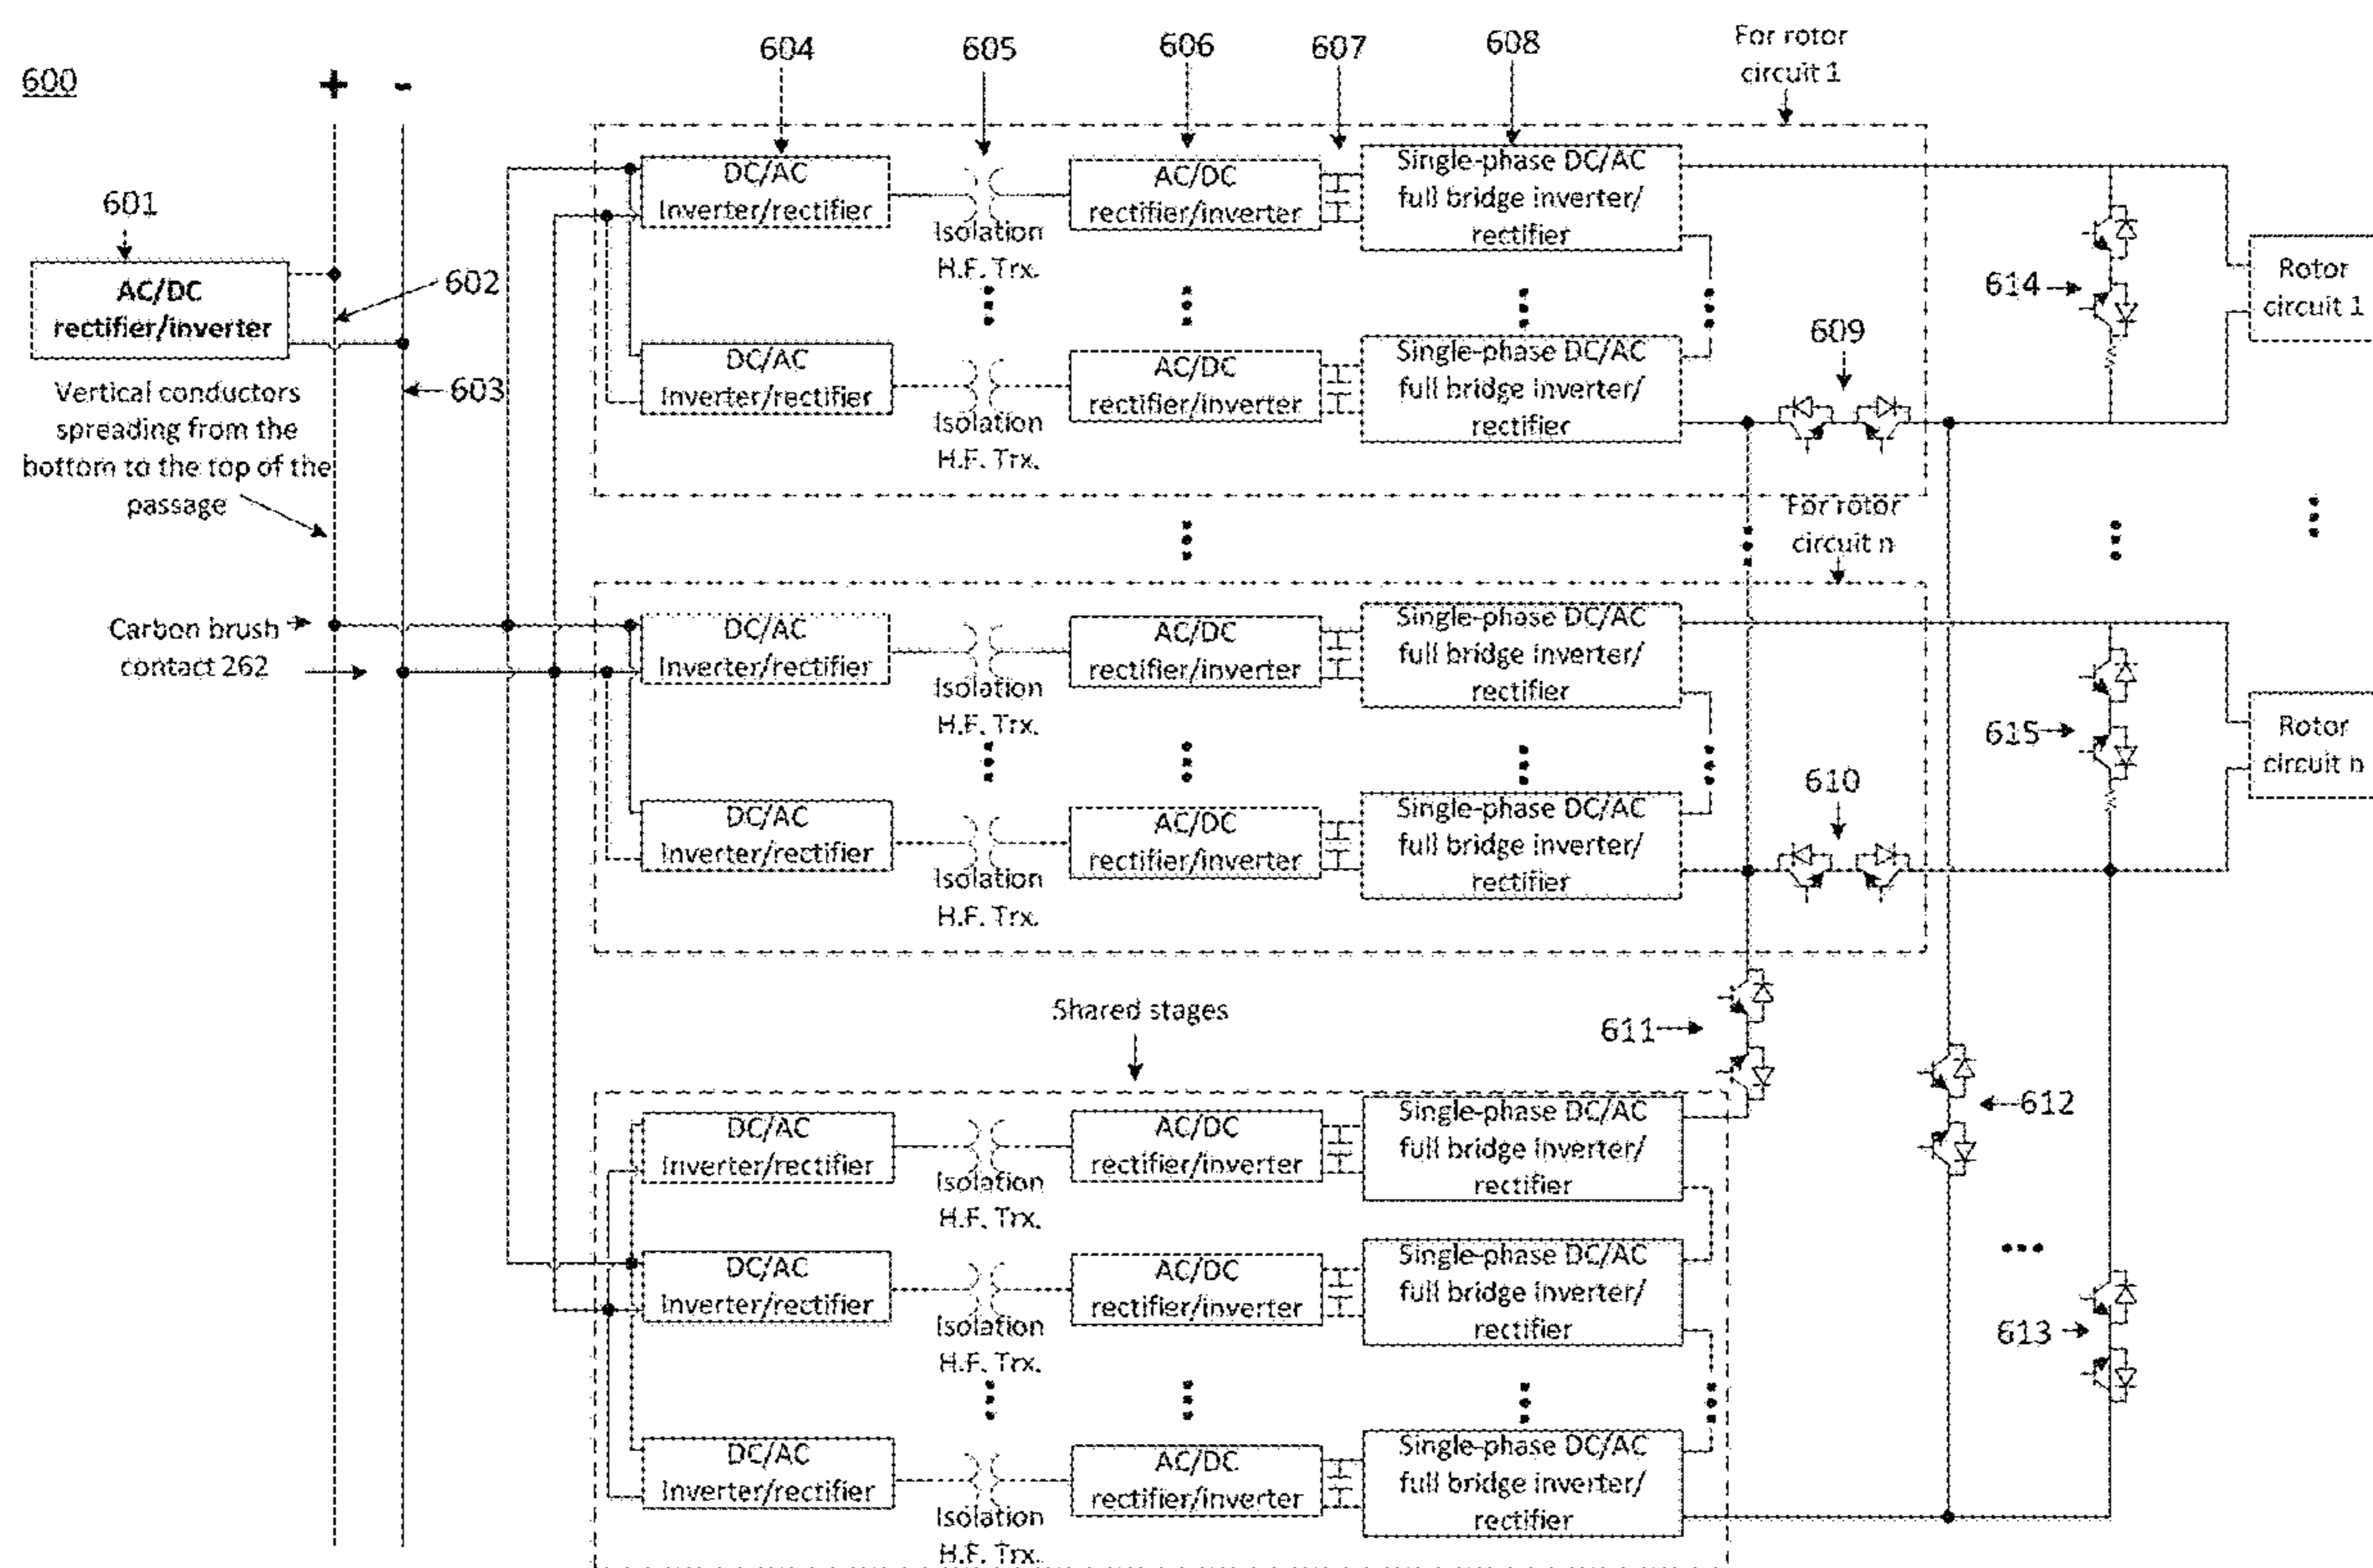 600
+
-
604
605
606
607
608
For rotor
circuit 1
601
AC/DC
rectifier/inverter
602
603
Vertical conductors
spreading from the
bottom to the top of the
passage
Carbon brush
contact 262
DC/AC
Inverter/rectifier
Isolation
H.F. Trx.
AC/DC
rectifier/inverter
Single-phase DC/AC
full bridge inverter/
rectifier
DC/AC
Inverter/rectifier
Isolation
H.F. Trx.
AC/DC
rectifier/inverter
Single-phase DC/AC
full bridge inverter/
rectifier
609
614
Rotor
circuit 1
For rotor
circuit n
DC/AC
Inverter/rectifier
Isolation
H.F. Trx.
AC/DC
rectifier/inverter
Single-phase DC/AC
full bridge inverter/
rectifier
DC/AC
Inverter/rectifier
Isolation
H.F. Trx.
AC/DC
rectifier/inverter
Single-phase DC/AC
full bridge inverter/
rectifier
610
615
Rotor
circuit n
Shared stages
611
612
613
DC/AC
Inverter/rectifier
Isolation
H.F. Trx.
AC/DC
rectifier/inverter
Single-phase DC/AC
full bridge inverter/
rectifier
DC/AC
Inverter/rectifier
Isolation
H.F. Trx.
AC/DC
rectifier/inverter
Single-phase DC/AC
full bridge inverter/
rectifier
DC/AC
Inverter/rectifier
Isolation
H.F. Trx.
AC/DC
rectifier/inverter
Single-phase DC/AC
full bridge inverter/
rectifier